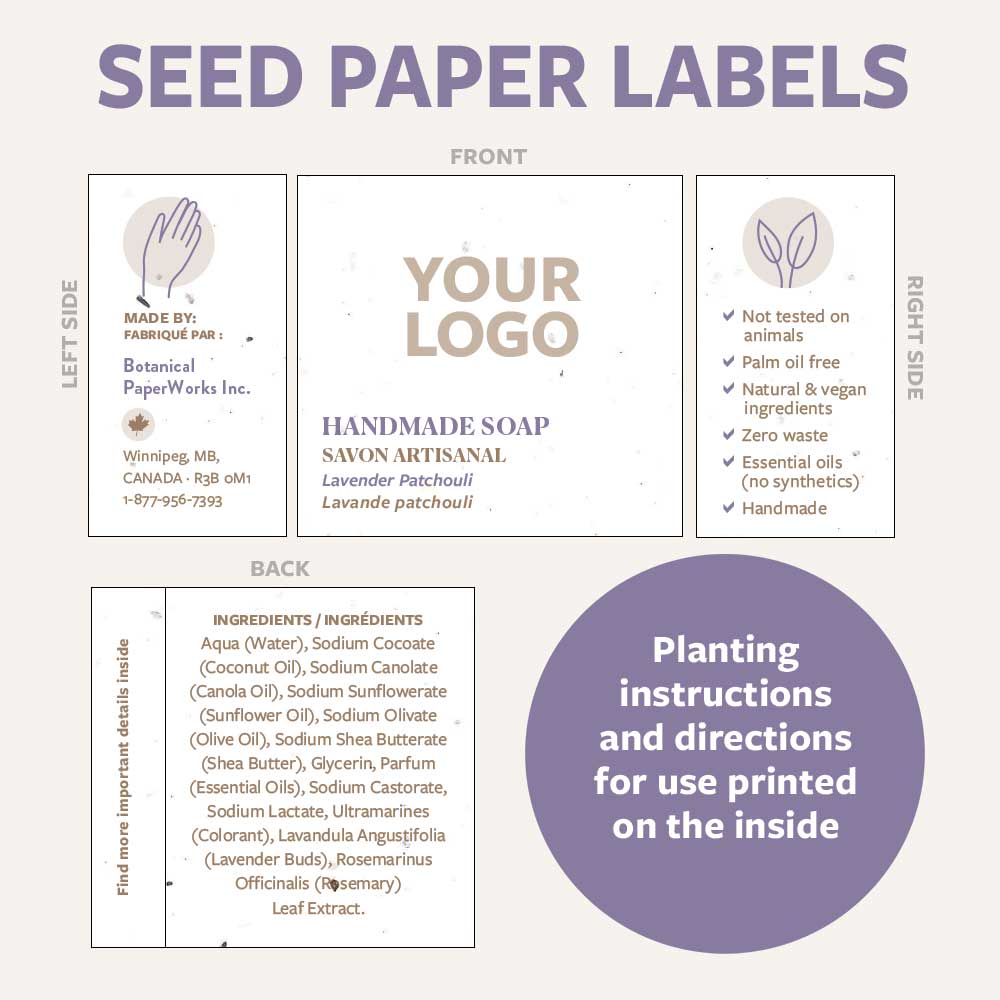 SEED PAPER LABELS
FRONT
LEFT SIDE
MADE BY:
FABRIQUÉ PAR :
Botanical
PaperWorks Inc.
Winnipeg, MB,
CANADA · R3B 0M1
1-877-956-7393
YOUR
LOGO
HANDMADE SOAP
SAVON ARTISANAL
Lavender Patchouli
Lavande patchouli
RIGHT SIDE
Not tested on
animals
Palm oil free
Natural & vegan
ingredients
Zero waste
Essential oils
(no synthetics)
Handmade
BACK
Find more important details inside
INGREDIENTS / INGRÉDIENTS
Aqua (Water), Sodium Cocoate
(Coconut Oil), Sodium Canolate
(Canola Oil), Sodium Sunflowerate
(Sunflower Oil), Sodium Olivate
(Olive Oil), Sodium Shea Butterate
(Shea Butter), Glycerin, Parfum
(Essential Oils), Sodium Castorate,
Sodium Lactate, Ultramarines
(Colorant), Lavandula Angustifolia
(Lavender Buds), Rosemarinus
Officinalis (Rosemary)
Leaf Extract.
Planting
instructions
and directions
for use printed
on the inside